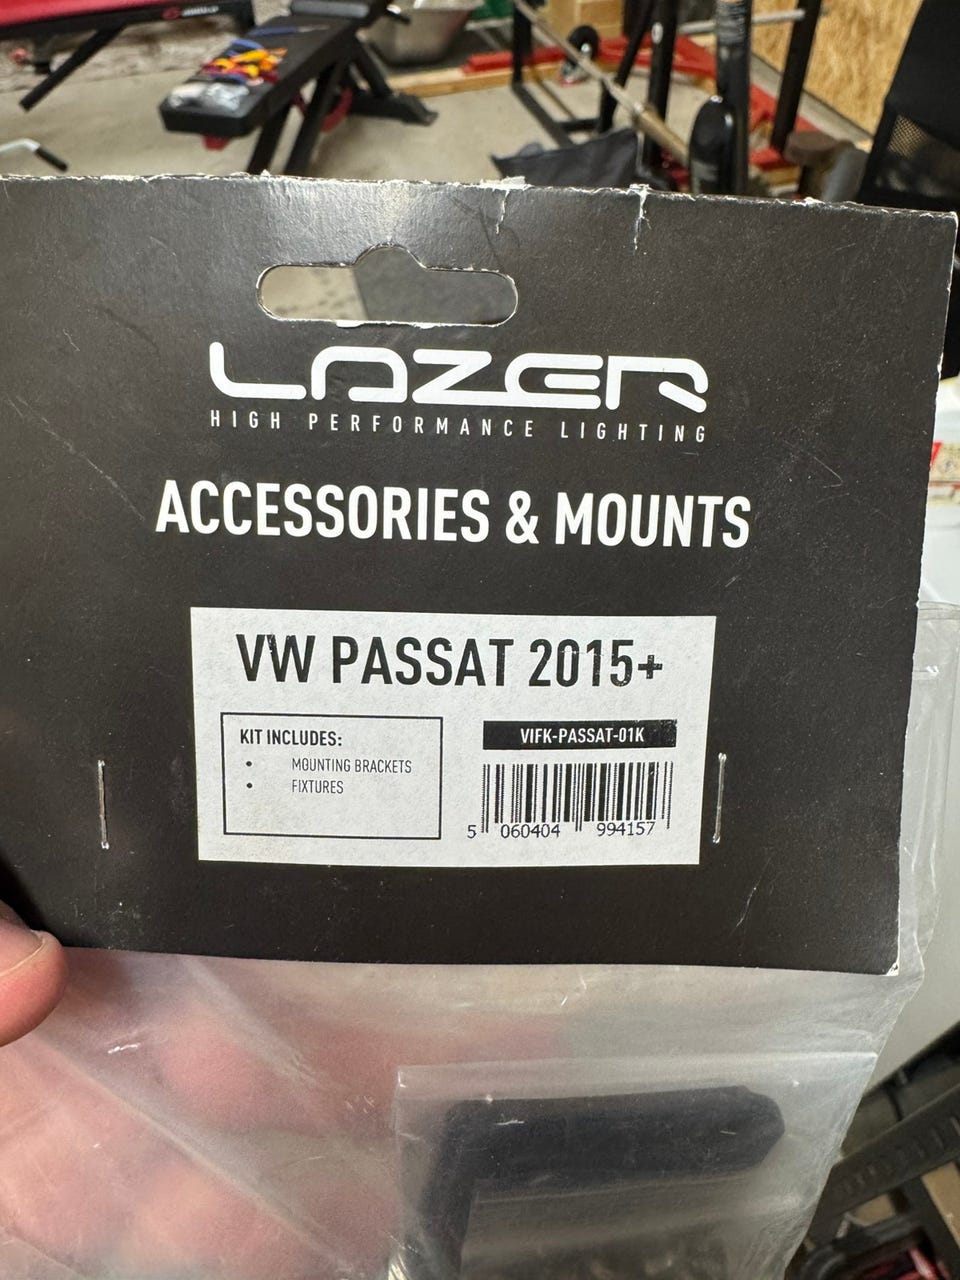 LAZER
HIGH PERFORMANCE LIGHTING
ACCESSORIES & MOUNTS
VW PASSAT 2015+
KIT INCLUDES:
• MOUNTING BRACKETS
• FIXTURES
VIFK-PASSAT-01K
5 060404 994157